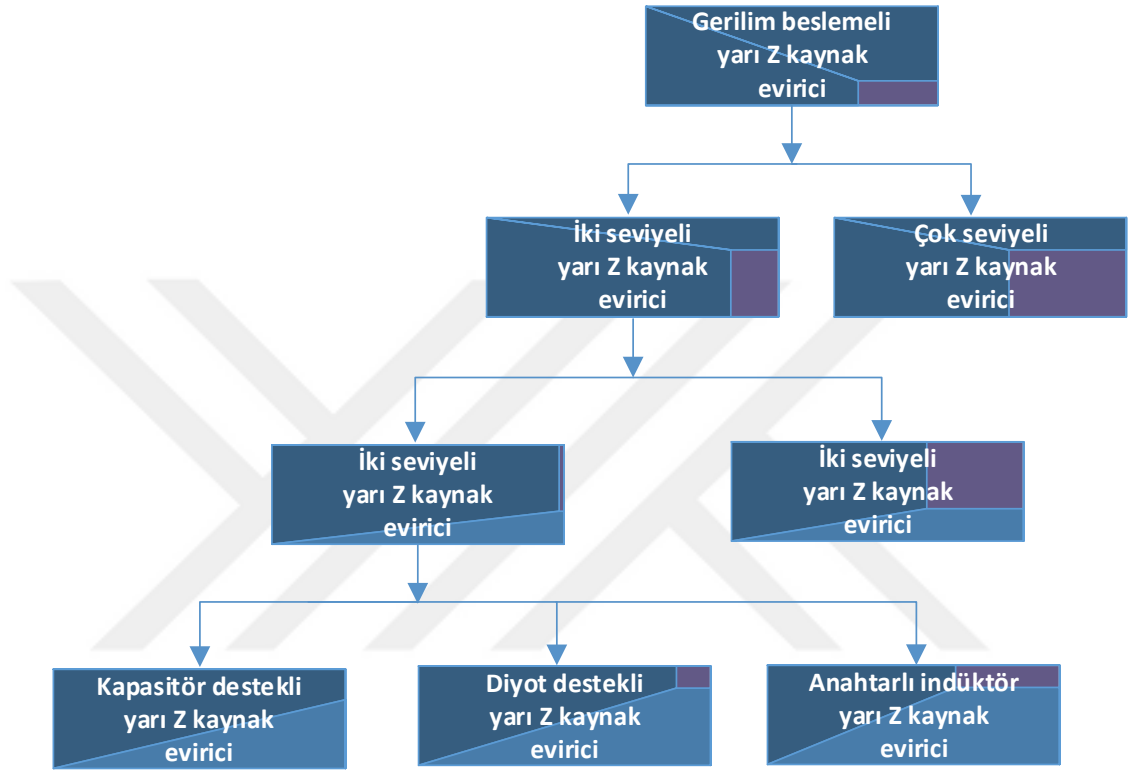 Gerilim beslemeli
yarı Z kaynak
evirici
İki seviyeli
yarı Z kaynak
evirici
Çok seviyeli
yarı Z kaynak
evirici
İki seviyeli
yarı Z kaynak
evirici
İki seviyeli
yarı Z kaynak
evirici
Kapasitör destekli
yarı Z kaynak
evirici
Diyot destekli
yarı Z kaynak
evirici
Anahtarlı indüktör
yarı Z kaynak
evirici